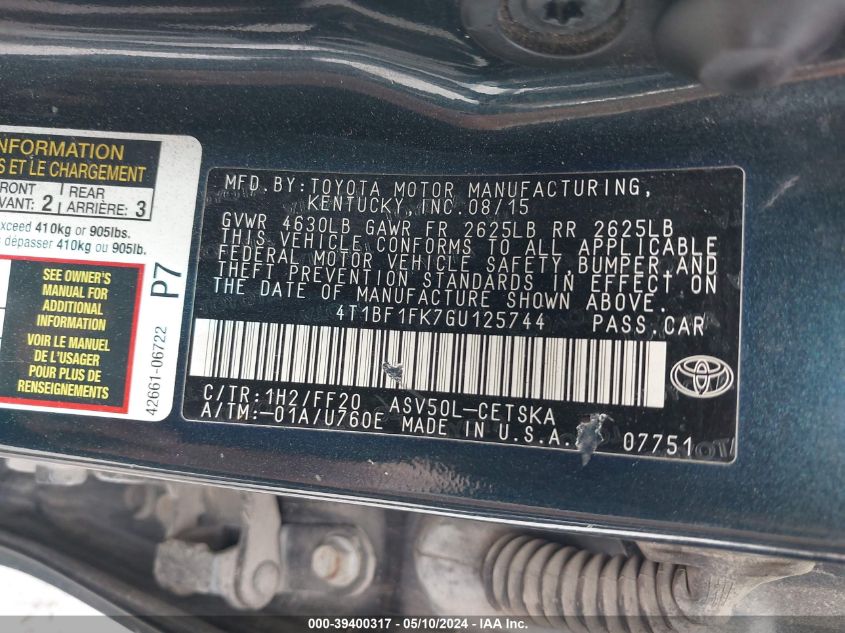 INFORMATION
ET LE CHARGEMENT
FRONT REAR
2 ARRIÈRE: 3
exceed 410kg or 905lbs.
dépasser 410kg ou 905lb.
SEE OWNER'S
MANUAL FOR
ADDITIONAL
INFORMATION
VOIR LE MANUEL
DE L'USAGER
POUR PLUS DE
RENSEIGNEMENTS
42661-06722 P7
MFD.BY:TOYOTA MOTOR MANUFACTURING,
KENTUCKY, INC.08/15
GVWR 4630LB GAWR FR 2625LB RR 2625LB
THIS VEHICLE CONFORMS TO ALL APPLICABLE
FEDERAL MOTOR VEHICLE SAFETY,BUMPER,AND
THEFT PREVENTION STANDARDS IN EFFECT ON
THE DATE OF MANUFACTURE SHOWN ABOVE.
4T1BF1FK7GU125744 PASS.CAR
C/TR:1H2/FF20 ASV50L-CETSKA
A/TM:-01A/U760E MADE IN U.S.A. 07751
000-39400317 - 05/10/2024 - IAA Inc.